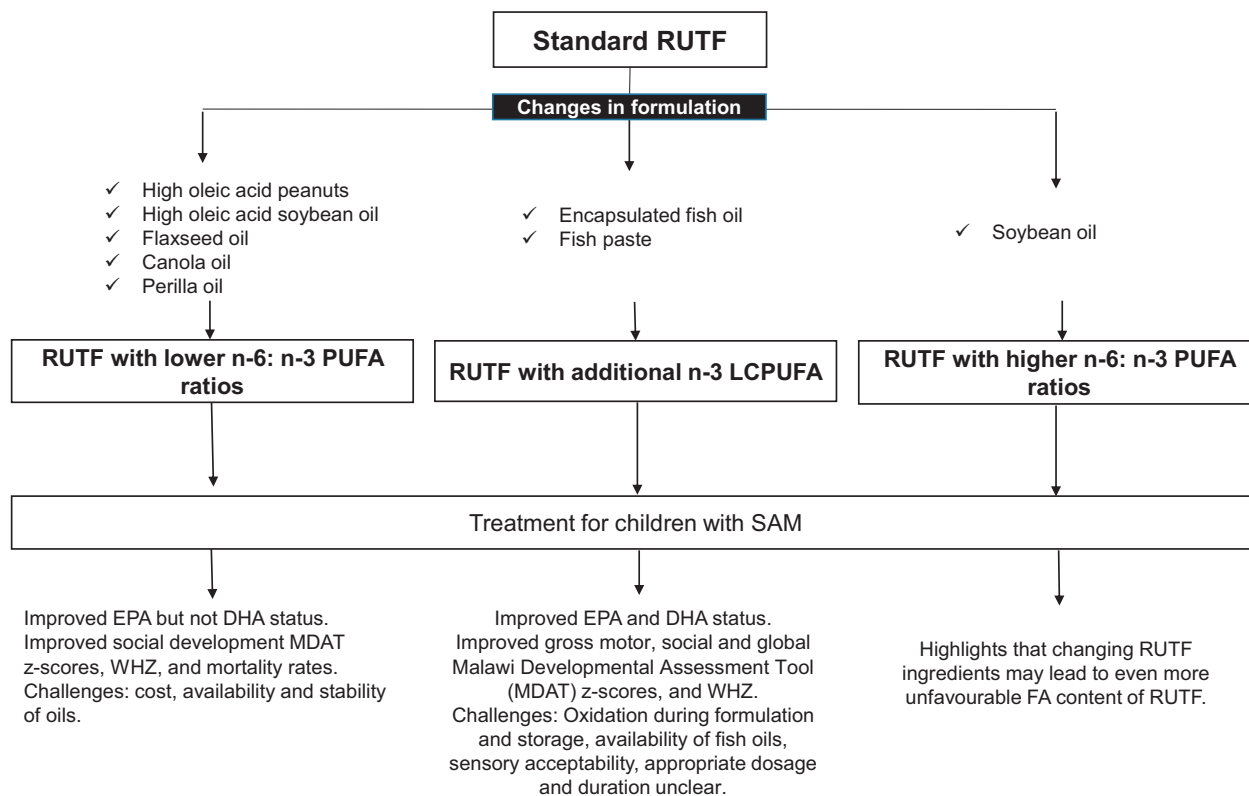 Standard RUTF
Changes in formulation
✓ High oleic acid peanuts
✓ High oleic acid soybean oil
✓ Flaxseed oil
✓ Canola oil
✓ Perilla oil
✓ Encapsulated fish oil
✓ Fish paste
✓ Soybean oil
RUTF with lower n-6: n-3 PUFA
ratios
RUTF with additional n-3 LCPUFA
RUTF with higher n-6: n-3 PUFA
ratios
Treatment for children with SAM
Improved EPA but not DHA status.
Improved social development MDAT
z-scores, WHZ, and mortality rates.
Challenges: cost, availability and stability
of oils.
Improved EPA and DHA status.
Improved gross motor, social and global
Malawi Developmental Assessment Tool
(MDAT) z-scores, and WHZ.
Challenges: Oxidation during formulation
and storage, availability of fish oils,
sensory acceptability, appropriate dosage
and duration unclear.
Highlights that changing RUTF
ingredients may lead to even more
unfavourable FA content of RUTF.